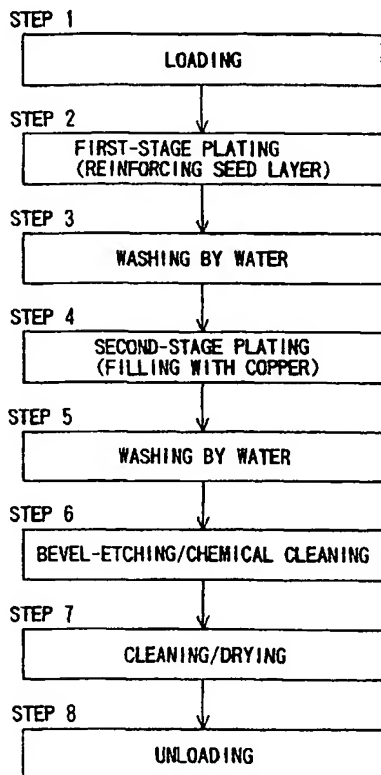 STEP 1
LOADING
STEP 2
FIRST-STAGE PLATING
(REINFORCING SEED LAYER)
STEP 3
WASHING BY WATER
STEP 4
SECOND-STAGE PLATING
(FILLING WITH COPPER)
STEP 5
WASHING BY WATER
STEP 6
BEVEL-ETCHING/CHEMICAL CLEANING
STEP 7
CLEANING/DRYING
STEP 8
UNLOADING